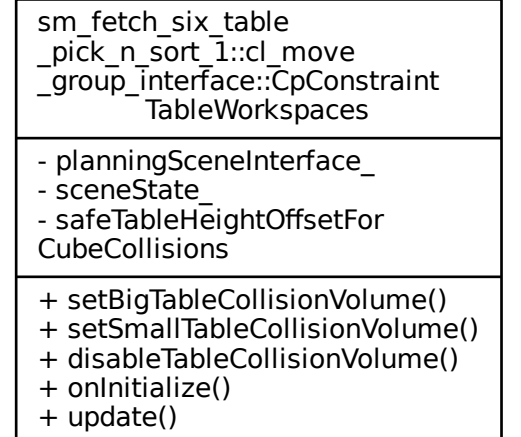 sm_fetch_six_table
_pick_n_sort_1::cl_move
_group_interface::CpConstraint
TableWorkspaces
- planningSceneInterface_
- sceneState_
- safeTableHeightOffsetFor
CubeCollisions
+ setBigTableCollisionVolume()
+ setSmallTableCollisionVolume()
+ disableTableCollisionVolume()
+ onInitialize()
+ update()